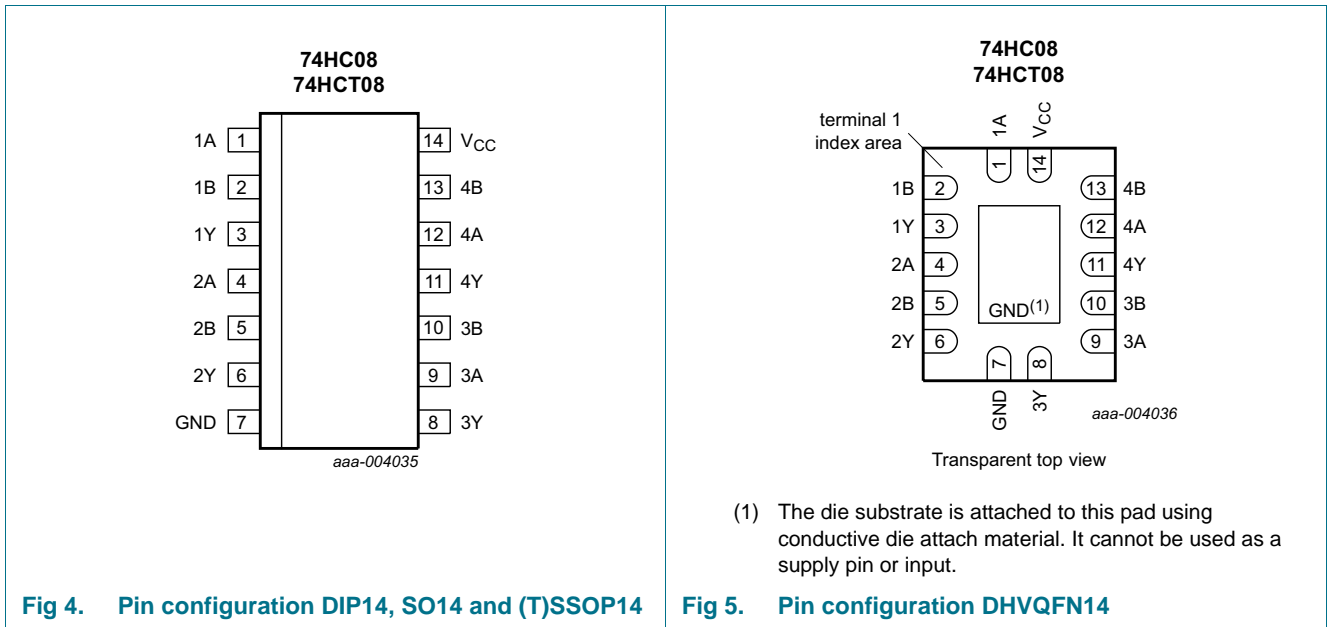 74HC08
74HCT08
1A 1 14 VCC
1B 2 13 4B
1Y 3 12 4A
2A 4 11 4Y
2B 5 10 3B
2Y 6 9 3A
GND 7 8 3Y
aaa-004035
Fig 4. Pin configuration DIP14, SO14 and (T)SSOP14
74HC08
74HCT08
terminal 1
index area
1A VCC
1 14
1B 2 13 4B
1Y 3 12 4A
2A 4 11 4Y
2B 5 10 3B
GND(1)
2Y 6 9 3A
7 8
GND 3Y
aaa-004036
Transparent top view
(1) The die substrate is attached to this pad using
conductive die attach material. It cannot be used as a
supply pin or input.
Fig 5. Pin configuration DHVQFN14